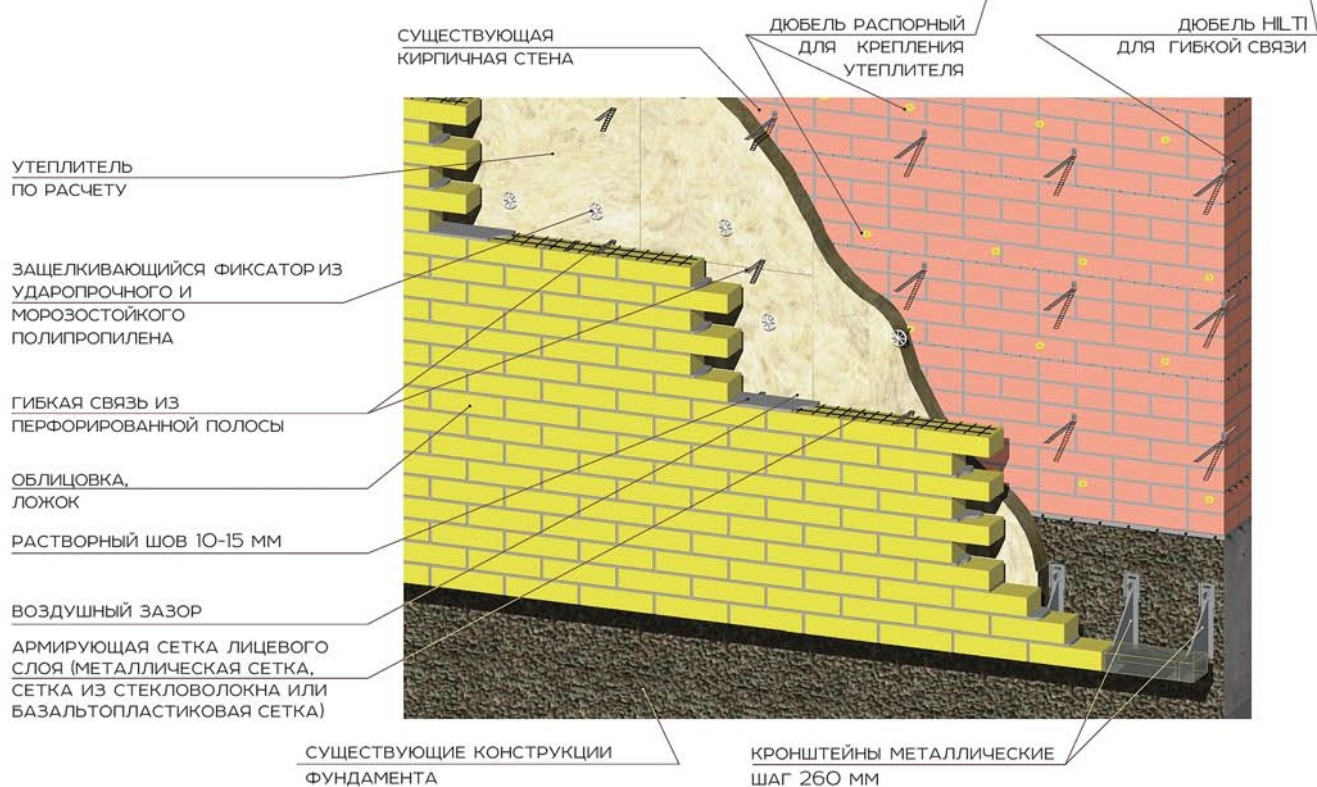 СУЩЕСТВУЮЩАЯ
КИРПИЧНАЯ СТЕНА
ДЮБЕЛЬ РАСПОРНЫЙ
ДЛЯ КРЕПЛЕНИЯ
УТЕПЛИТЕЛЯ
ДЮБЕЛЬ HILTI
ДЛЯ ГИБКОЙ СВЯЗИ
УТЕПЛИТЕЛЬ
ПО РАСЧЕТУ
ЗАЩЕЛКИВАЮЩИЙСЯ ФИКСАТОР ИЗ
УДАРОПРОЧНОГО И
МОРОЗОСТОЙКОГО
ПОЛИПРОПИЛЕНА
ГИБКАЯ СВЯЗЬ ИЗ
ПЕРФОРИРОВАННОЙ ПОЛОСЫ
ОБЛИЦОВКА,
ЛОЖОК
РАСТВОРНЫЙ ШОВ 10-15 ММ
ВОЗДУШНЫЙ ЗАЗОР
АРМИРУЮЩАЯ СЕТКА ЛИЦЕВОГО
СЛОЯ (МЕТАЛЛИЧЕСКАЯ СЕТКА,
СЕТКА ИЗ СТЕКЛОВОЛОКНА ИЛИ
БАЗАЛЬТОПЛАСТИКОВАЯ СЕТКА)
СУЩЕСТВУЮЩИЕ КОНСТРУКЦИИ
ФУНДАМЕНТА
КРОНШТЕЙНЫ МЕТАЛЛИЧЕСКИЕ
ШАГ 260 ММ